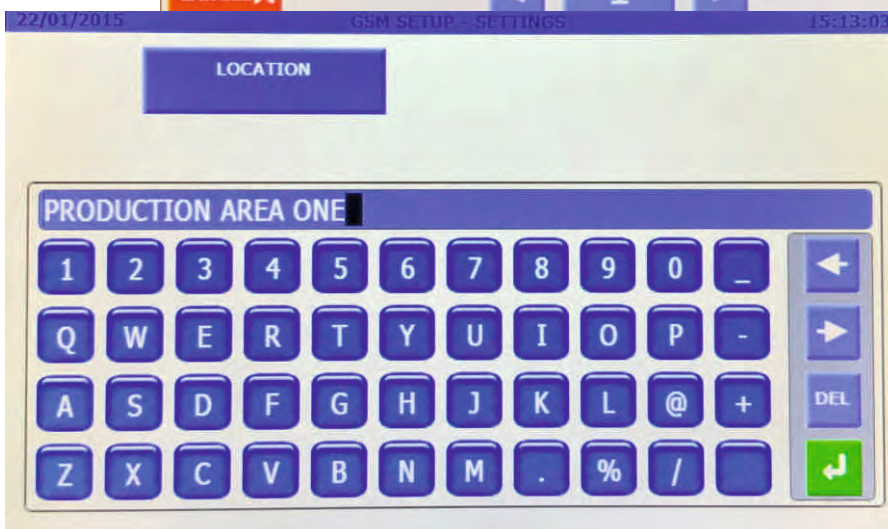 22/01/2015 GSM SETUP - SETTINGS 15:13:03
LOCATION
PRODUCTION AREA ONE
1 2 3 4 5 6 7 8 9 0 _
Q W E R T Y U I O P -
A S D F G H J K L @ + DEL
Z X C V B N M . % /